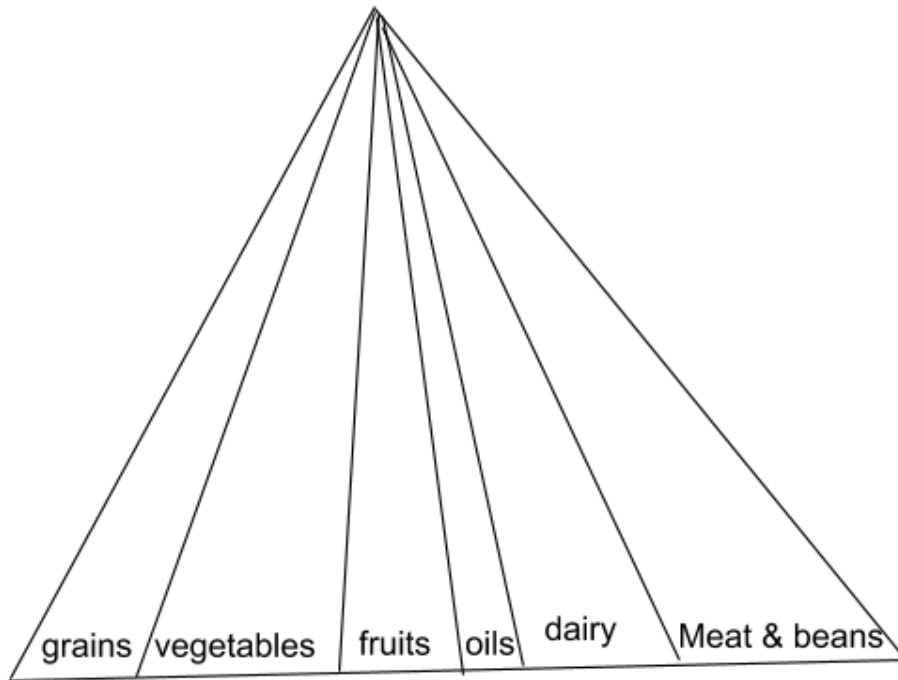 grains
vegetables
fruits
oils
dairy
Meat & beans